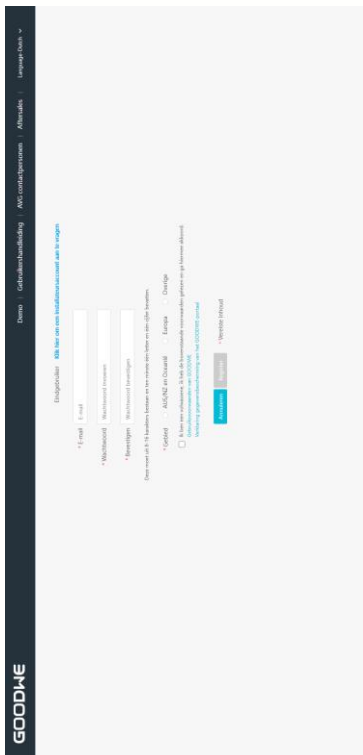 GOODWE
Demo | Gebruikershandleiding | AVG contactpersonen | Aftersales | Language-Dutch
Eindgebruiker Klik hier om een installateursaccount aan te vragen
* E-mail E-mail
* Wachtwoord Wachtwoord invoeren
* Bevestigen Wachtwoord bevestigen
Deze moet uit 8-16 karakters bestaan en ten minste één letter en één cijfer bevatten.
* Gebied AUS/NZ en Oceanië Europa Overige
Ik ben een volwassene, ik heb de bovenstaande voorwaarden gelezen en ga hiermee akkoord.
Gebruiksvoorwaarden van GOODWE
Verklaring gegevensbescherming van het GOODWE-portaal
Annuleren Register * Vereiste inhoud